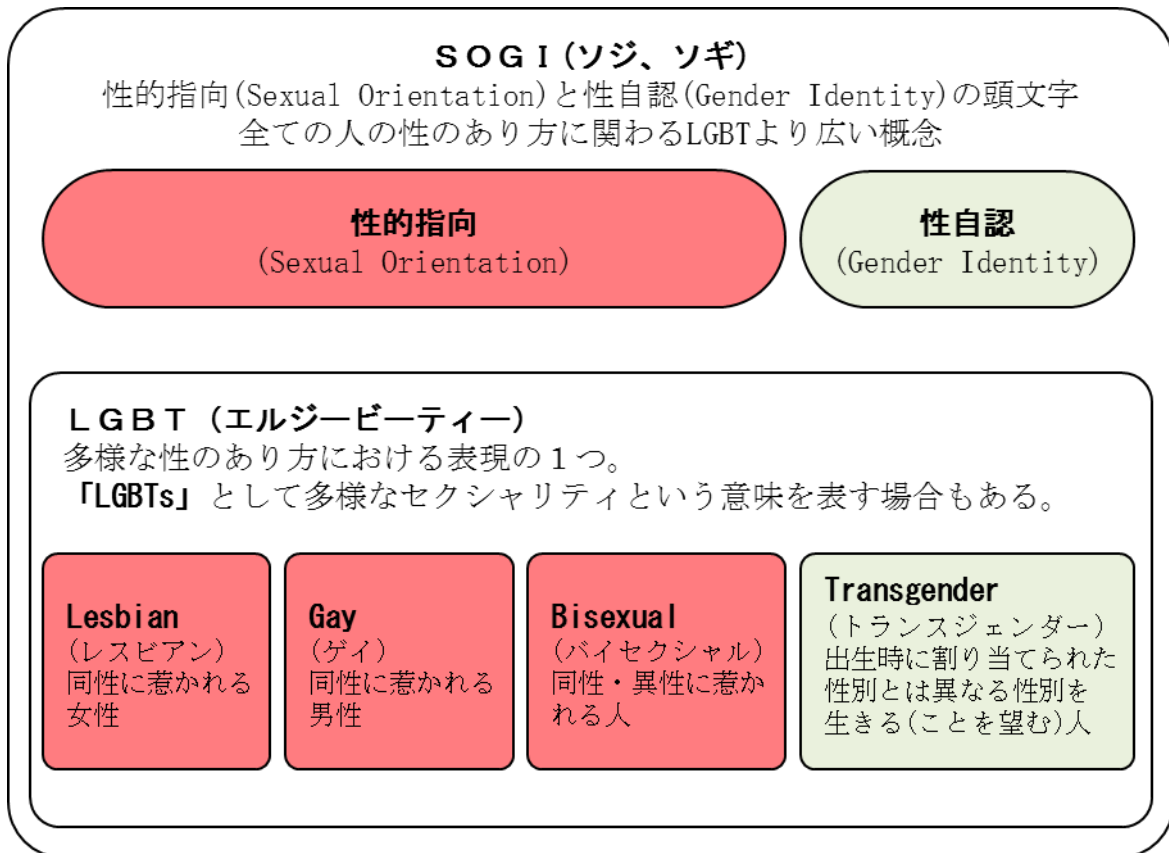 ＳＯＧＩ(ソジ、ソギ)
性的指向(Sexual Orientation)と性自認(Gender Identity)の頭文字
全ての人の性のあり方に関わるLGBTより広い概念
性的指向
(Sexual Orientation)
性自認
(Gender Identity)
ＬＧＢＴ（エルジービーティー）
多様な性のあり方における表現の１つ。
「LGBTs」として多様なセクシャリティという意味を表す場合もある。
Lesbian
(レスビアン)
同性に惹かれる
女性
Gay
(ゲイ)
同性に惹かれる
男性
Bisexual
(バイセクシャル)
同性・異性に惹か
れる人
Transgender
(トランスジェンダー)
出生時に割り当てられた
性別とは異なる性別を
生きる(ことを望む)人